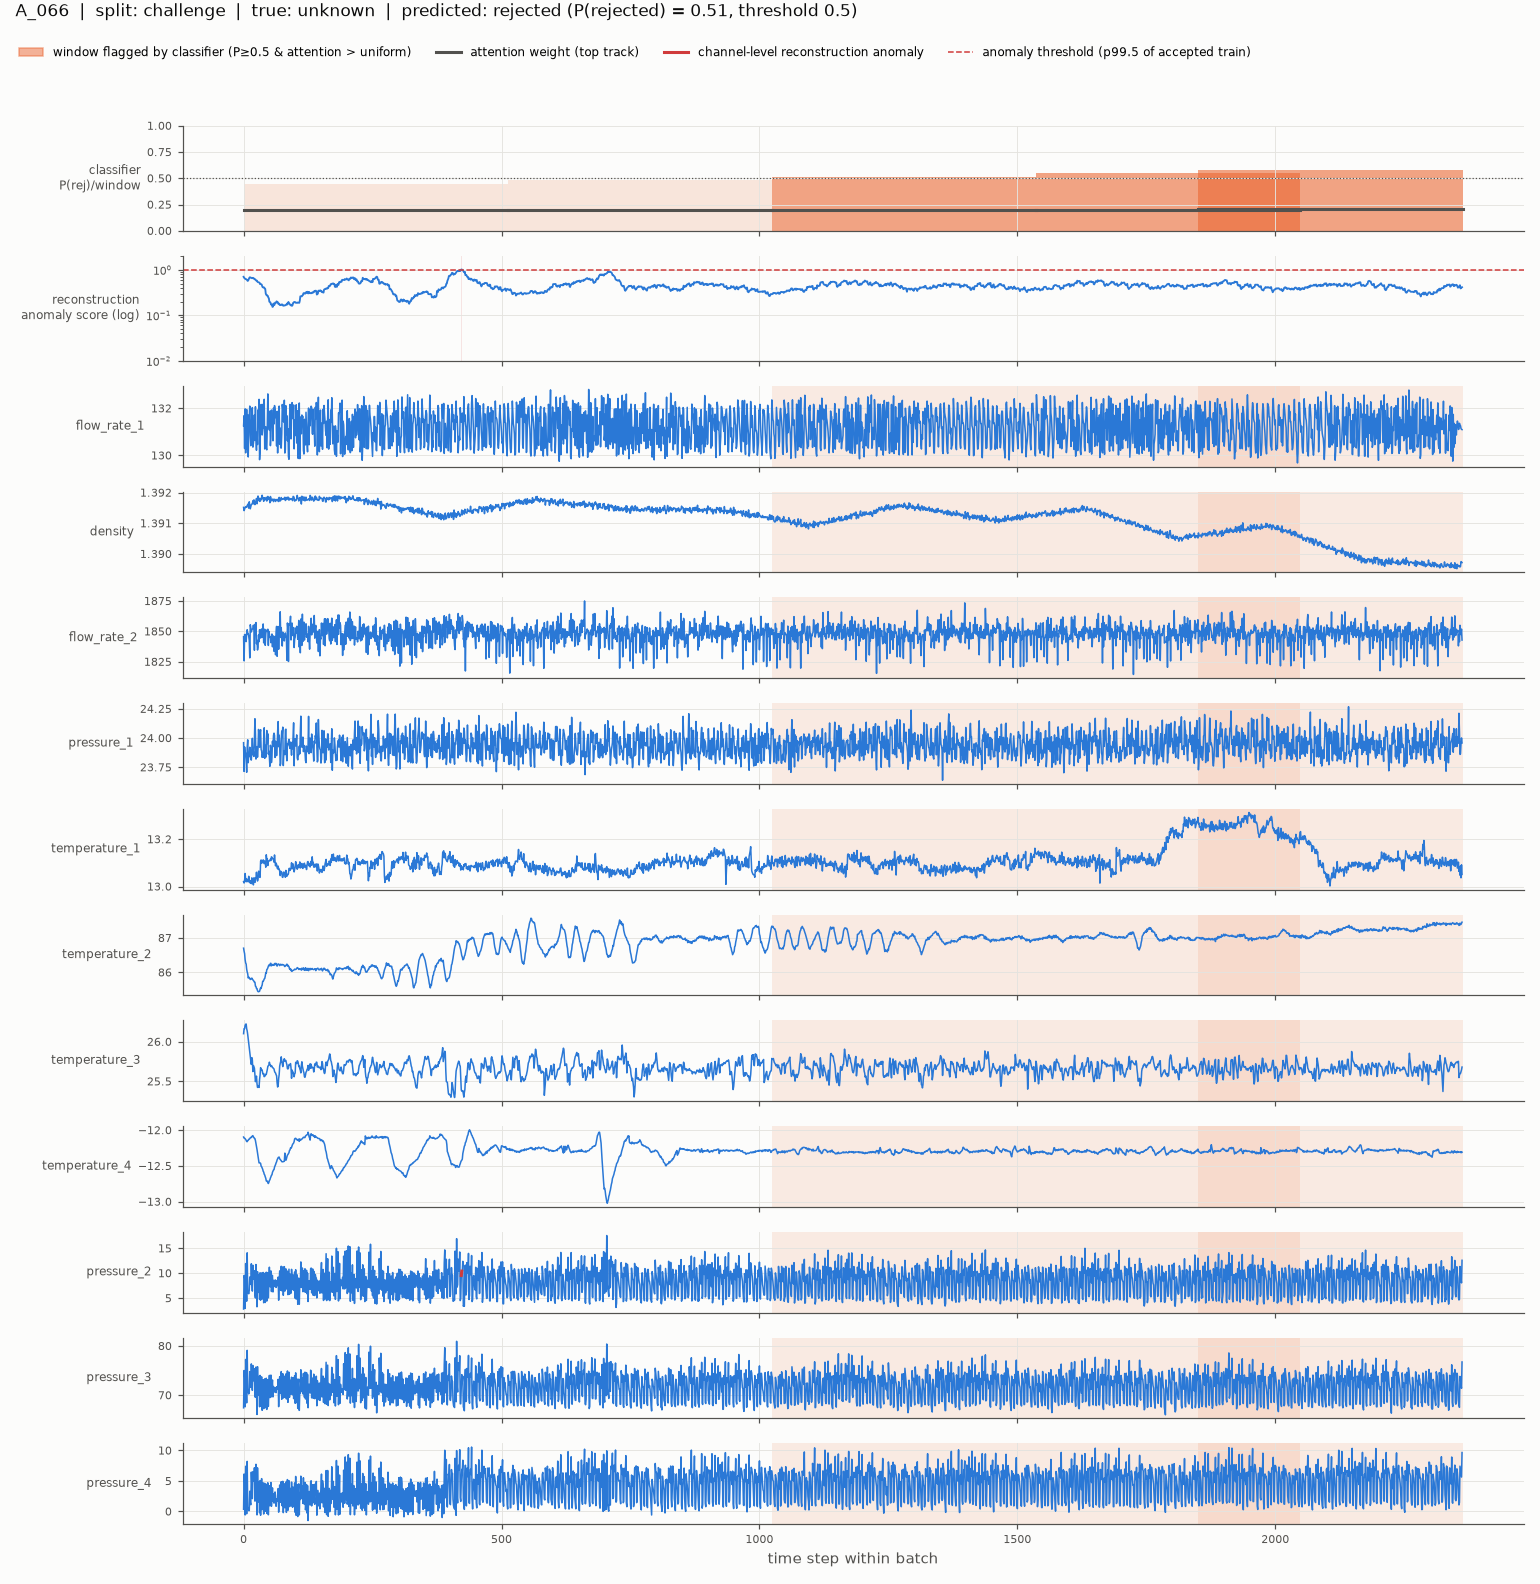 A_066 | split: challenge | true: unknown | predicted: rejected (P(rejected) = 0.51, threshold 0.5)
window flagged by classifier (P≥0.5 & attention > uniform)
attention weight (top track)
channel-level reconstruction anomaly
anomaly threshold (p99.5 of accepted train)
classifier
P(rej)/window
1.00
0.75
0.50
0.25
0.00
reconstruction
anomaly score (log)
10⁰
10⁻¹
10⁻²
flow_rate_1
132
130
density
1.392
1.391
1.390
flow_rate_2
1875
1850
1825
pressure_1
24.25
24.00
23.75
temperature_1
13.2
13.0
temperature_2
87
86
temperature_3
26.0
25.5
temperature_4
−12.0
−12.5
−13.0
pressure_2
15
10
5
pressure_3
80
70
pressure_4
10
5
0
0
500
1000
1500
2000
time step within batch